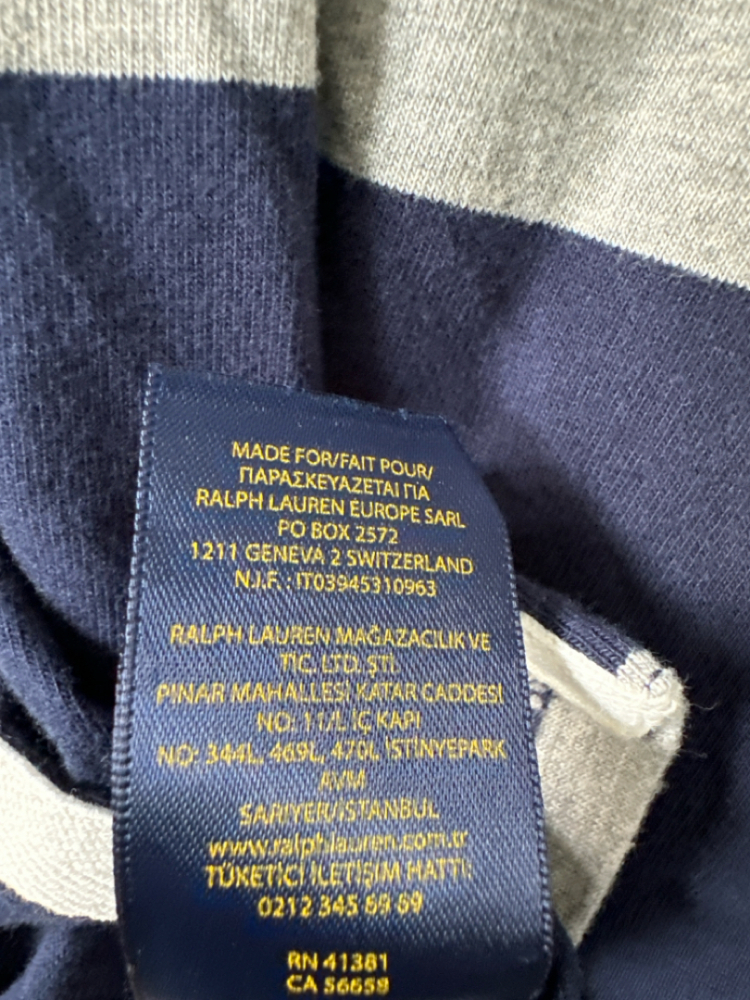 MADE FOR/FAIT POUR/
ΠΑΡΑΣΚΕΥΑΖΕΤΑΙ ΓΙΑ
RALPH LAUREN EUROPE SARL
PO BOX 2572
1211 GENEVA 2 SWITZERLAND
N.I.F. : IT03945310963
RALPH LAUREN MAĞAZACILIK VE
TİC. LTD. ŞTİ.
PINAR MAHALLESİ KATAR CADDESİ
NO: 11/L İÇ KAPI
NO: 344L, 469L, 470L İSTİNYEPARK
AVM
SARIYER/İSTANBUL
www.ralphlauren.com.tr
TÜKETİCİ İLETİŞİM HATTI:
0212 345 69 69
RN 41381
CA 56658